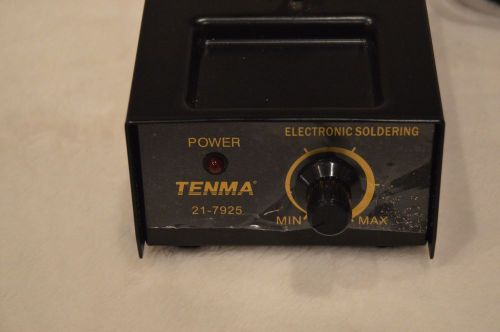 ELECTRONIC SOLDERING
POWER
TENMA®
21-7925
MIN MAX